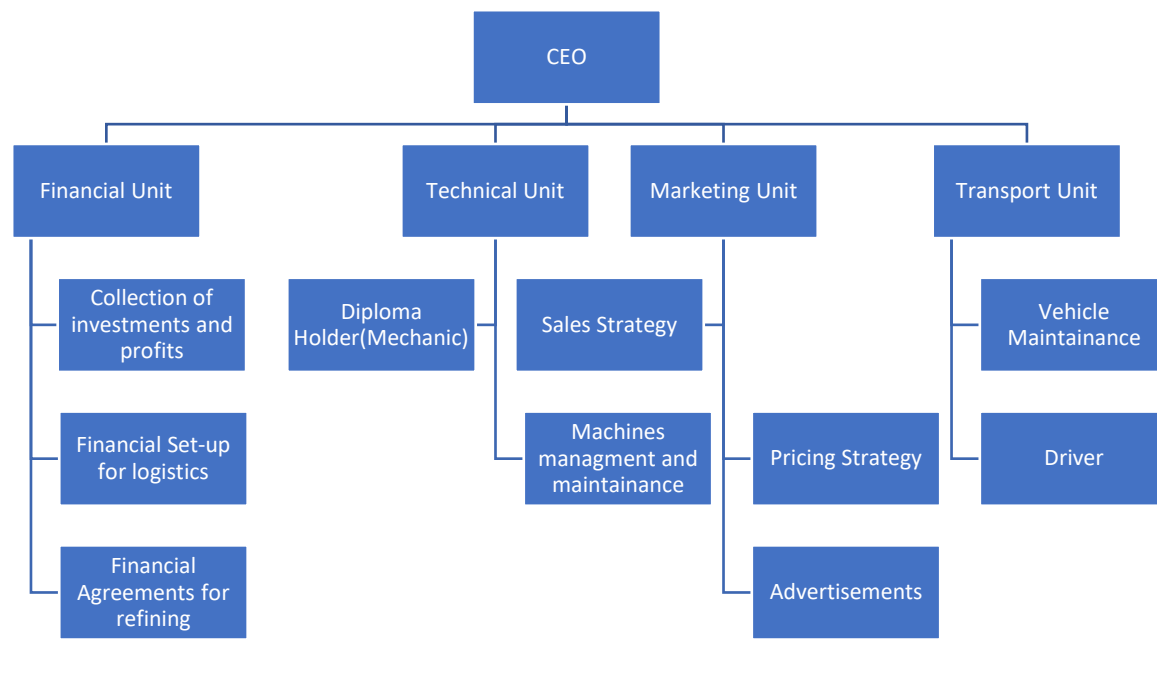 CEO
Financial Unit
Technical Unit
Marketing Unit
Transport Unit
Collection of
investments and
profits
Diploma
Holder(Mechanic)
Sales Strategy
Vehicle
Maintainance
Financial Set-up
for logistics
Machines
managment and
maintainance
Pricing Strategy
Driver
Financial
Agreements for
refining
Advertisements